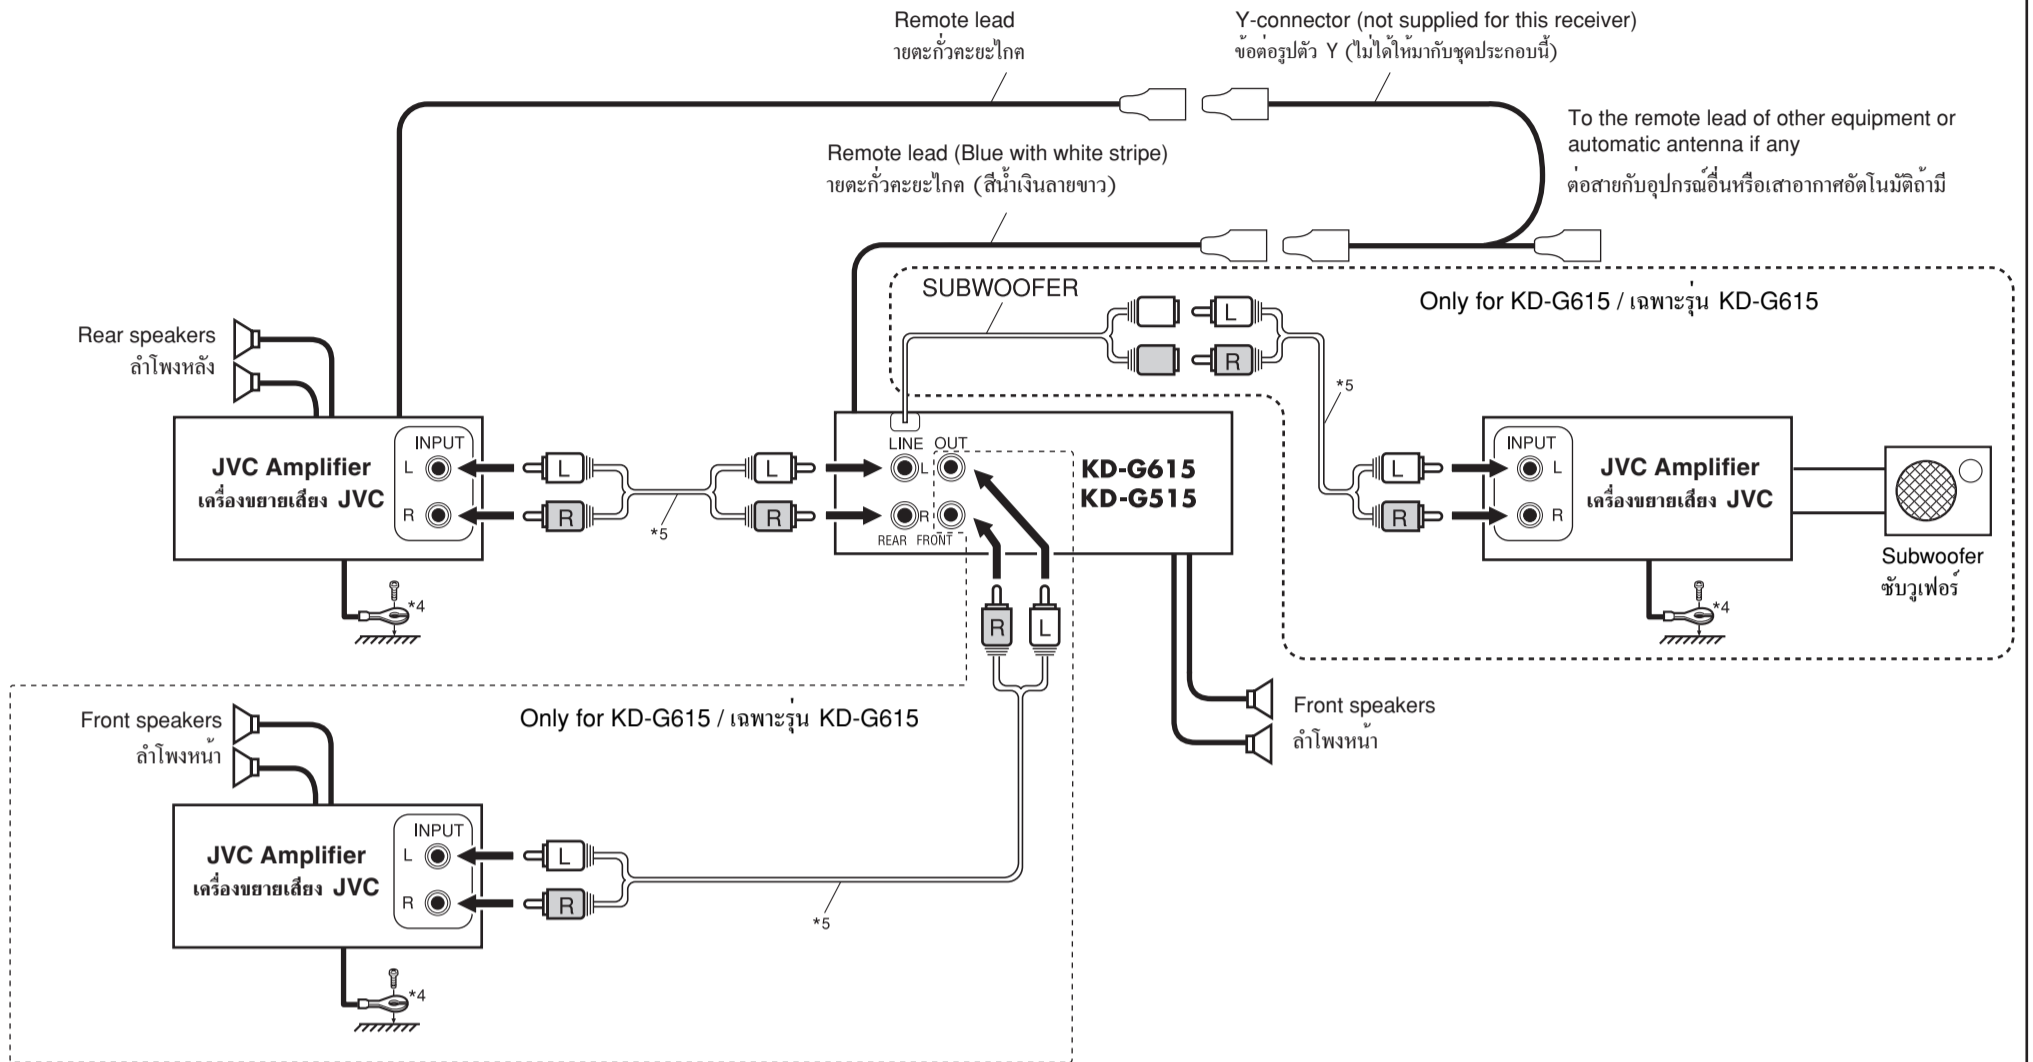 Remote lead
ายตะกั่วตะยะไกต
Y-connector (not supplied for this receiver)
ข้อต่อรูปตัว Y (ไม่ได้ให้มากับชุดประกอบนี้)
To the remote lead of other equipment or
automatic antenna if any
ต่อสายกับอุปกรณ์อื่นหรือเสาอากาศอัตโนมัติถ้ามี
Remote lead (Blue with white stripe)
ายตะกั่วตะยะไกต (สีน้ำเงินลายขาว)
SUBWOOFER
Only for KD-G615 / เฉพาะรุ่น KD-G615
L
R
*5
Rear speakers
ลำโพงหลัง
JVC Amplifier
เครื่องขยายเสียง JVC
INPUT
L
R
L
R
*5
L
R
LINE OUT
L
R
REAR FRONT
KD-G615
KD-G515
L
R
INPUT
L
R
JVC Amplifier
เครื่องขยายเสียง JVC
Subwoofer
ซับวูเฟอร์
*4
*4
R
L
Front speakers
ลำโพงหน้า
Only for KD-G615 / เฉพาะรุ่น KD-G615
Front speakers
ลำโพงหน้า
JVC Amplifier
เครื่องขยายเสียง JVC
INPUT
L
R
L
R
*5
*4